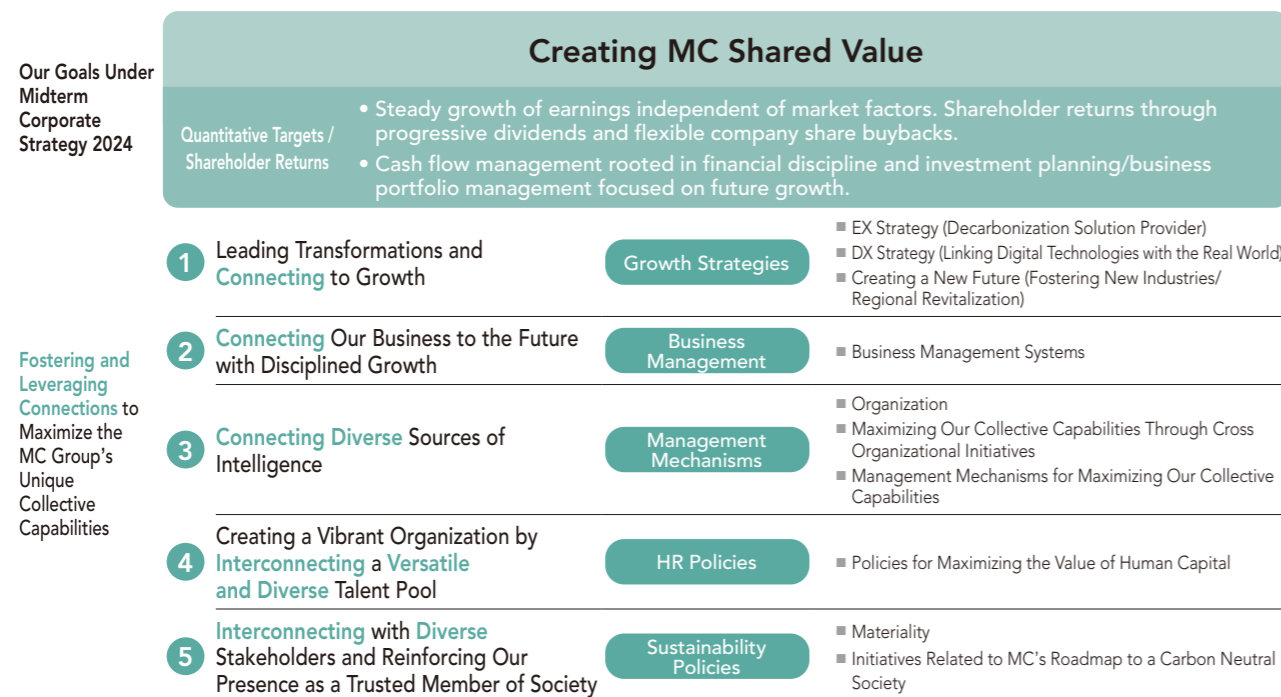 Our Goals Under
Midterm
Corporate
Strategy 2024
Creating MC Shared Value
Quantitative Targets /
Shareholder Returns
• Steady growth of earnings independent of market factors. Shareholder returns through
progressive dividends and flexible company share buybacks.
• Cash flow management rooted in financial discipline and investment planning/business
portfolio management focused on future growth.
Fostering and
Leveraging
Connections to
Maximize the
MC Group's
Unique
Collective
Capabilities
1
Leading Transformations and
Connecting to Growth
Growth Strategies
■ EX Strategy (Decarbonization Solution Provider)
■ DX Strategy (Linking Digital Technologies with the Real World)
■ Creating a New Future (Fostering New Industries/
Regional Revitalization)
2
Connecting Our Business to the Future
with Disciplined Growth
Business
Management
■ Business Management Systems
3
Connecting Diverse Sources of
Intelligence
Management
Mechanisms
■ Organization
■ Maximizing Our Collective Capabilities Through Cross
Organizational Initiatives
■ Management Mechanisms for Maximizing Our Collective
Capabilities
4
Creating a Vibrant Organization by
Interconnecting a Versatile
and Diverse Talent Pool
HR Policies
■ Policies for Maximizing the Value of Human Capital
5
Interconnecting with Diverse
Stakeholders and Reinforcing Our
Presence as a Trusted Member of Society
Sustainability
Policies
■ Materiality
■ Initiatives Related to MC's Roadmap to a Carbon Neutral
Society